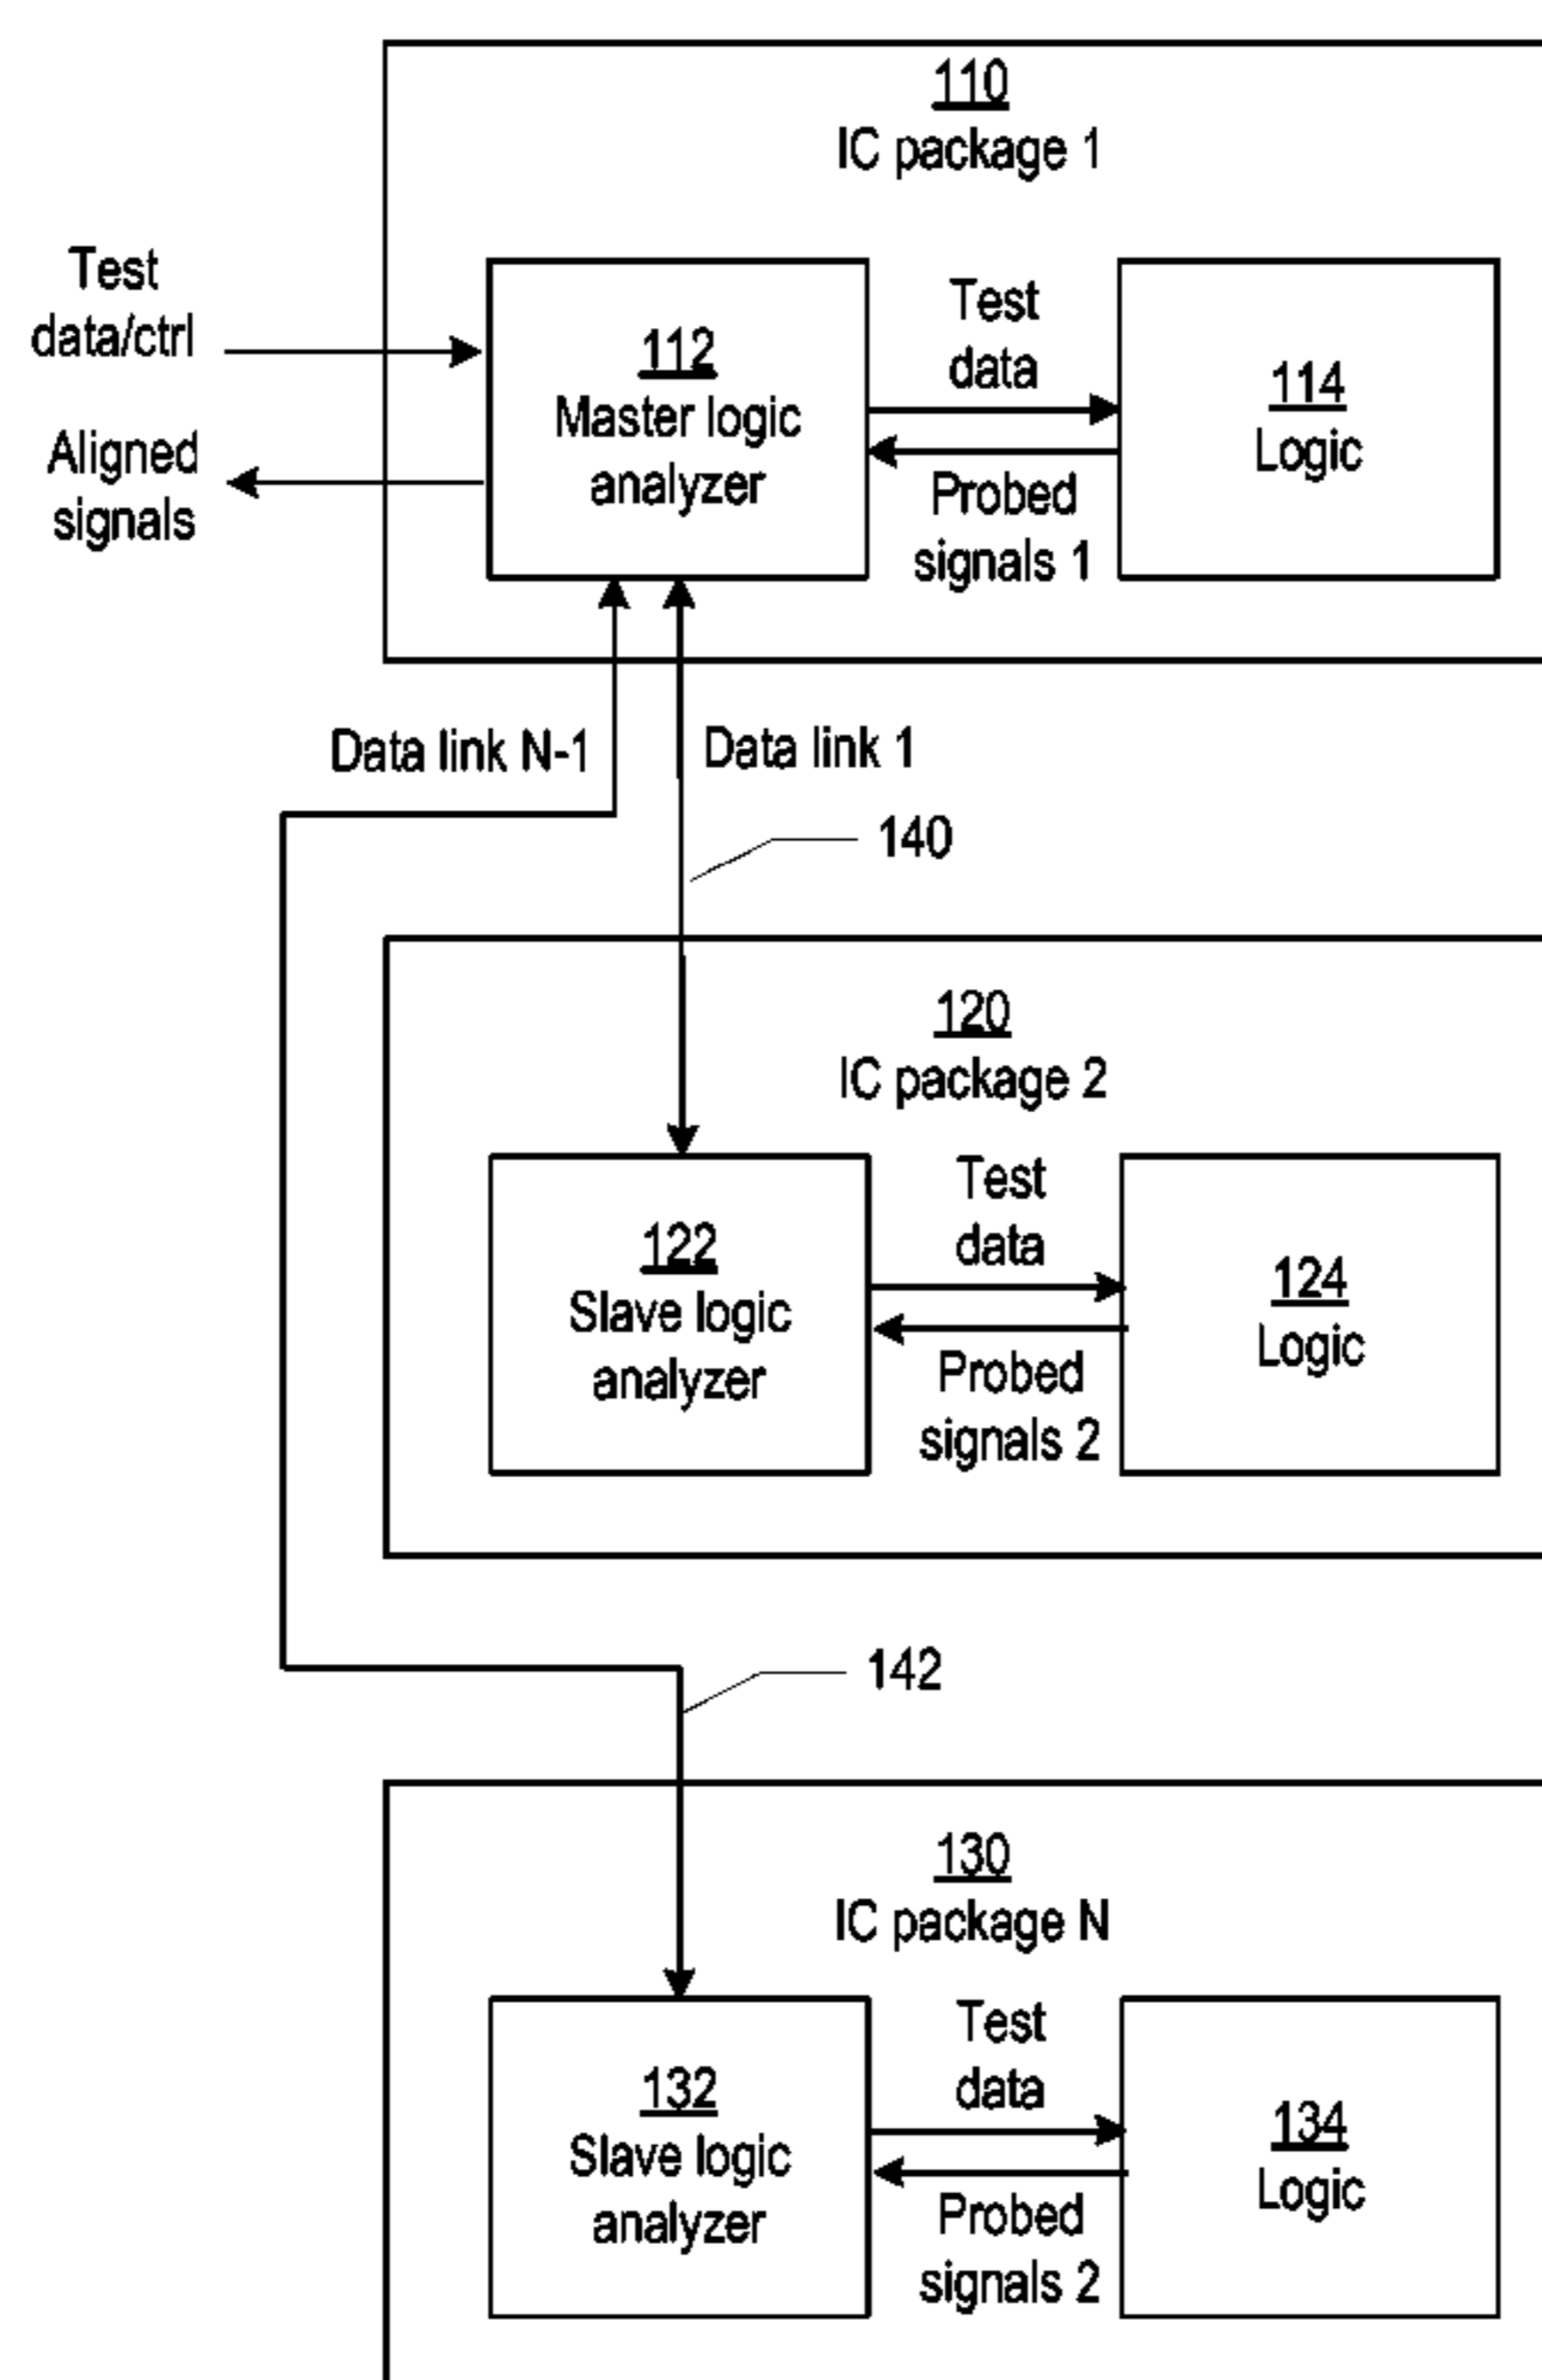 110
IC package 1
Test
data/ctrl
Aligned
signals
112
Master logic
analyzer
Test
data
Probed
signals 1
114
Logic
Data link N-1
Data link 1
140
120
IC package 2
122
Slave logic
analyzer
Test
data
Probed
signals 2
124
Logic
142
130
IC package N
132
Slave logic
analyzer
Test
data
Probed
signals 2
134
Logic